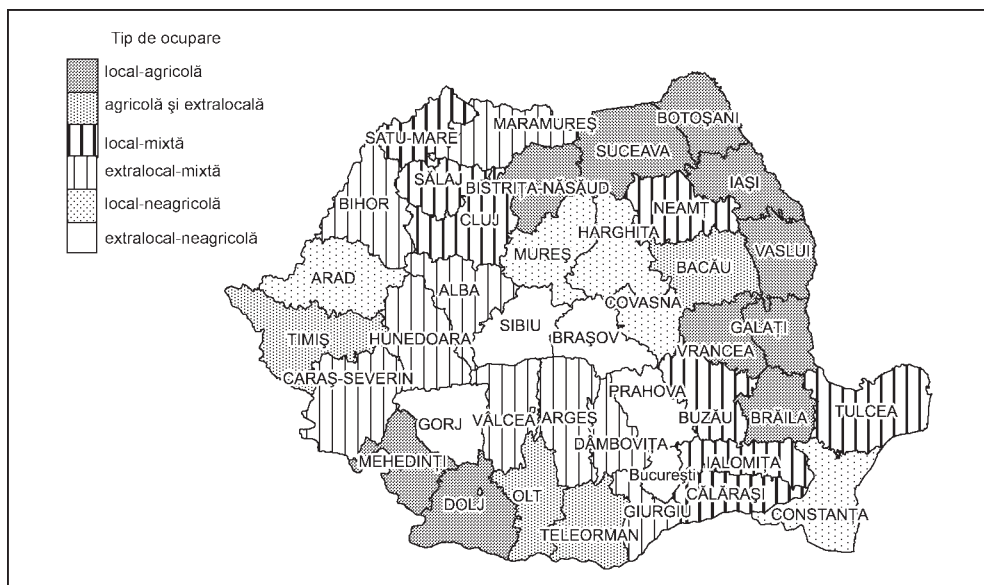 Tip de ocupare
local-agricolă
agricolă şi extralocală
local-mixtă
extralocal-mixtă
local-neagricolă
extralocal-neagricolă
BOTOŞANI
MARAMUREŞ
SATU-MARE
SUCEAVA
SĂLAJ
IAŞI
BISTRIŢA-NĂSĂUD
BIHOR
NEAMT
CLUJ
HARGHITA
MUREŞ
VASLUI
BACĂU
ARAD
ALBA
COVASNA
SIBIU
GALAŢI
TIMIŞ
HUNEDOARA
BRAŞOV
VRANCEA
CARAŞ-SEVERIN
PRAHOVA
TULCEA
BUZĂU
BRĂILA
GORJ
VÂLCEA
ARGEŞ
DÂMBOVIŢA
MEHEDINŢI
IALOMIŢA
Bucureşti
CĂLĂRAŞI
OLT
DOLJ
GIURGIU
CONSTANŢA
TELEORMAN